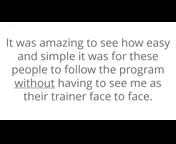 It was amazing to see how easy
and simple it was for these
people to follow the program
without having to see me as
their trainer face to face.